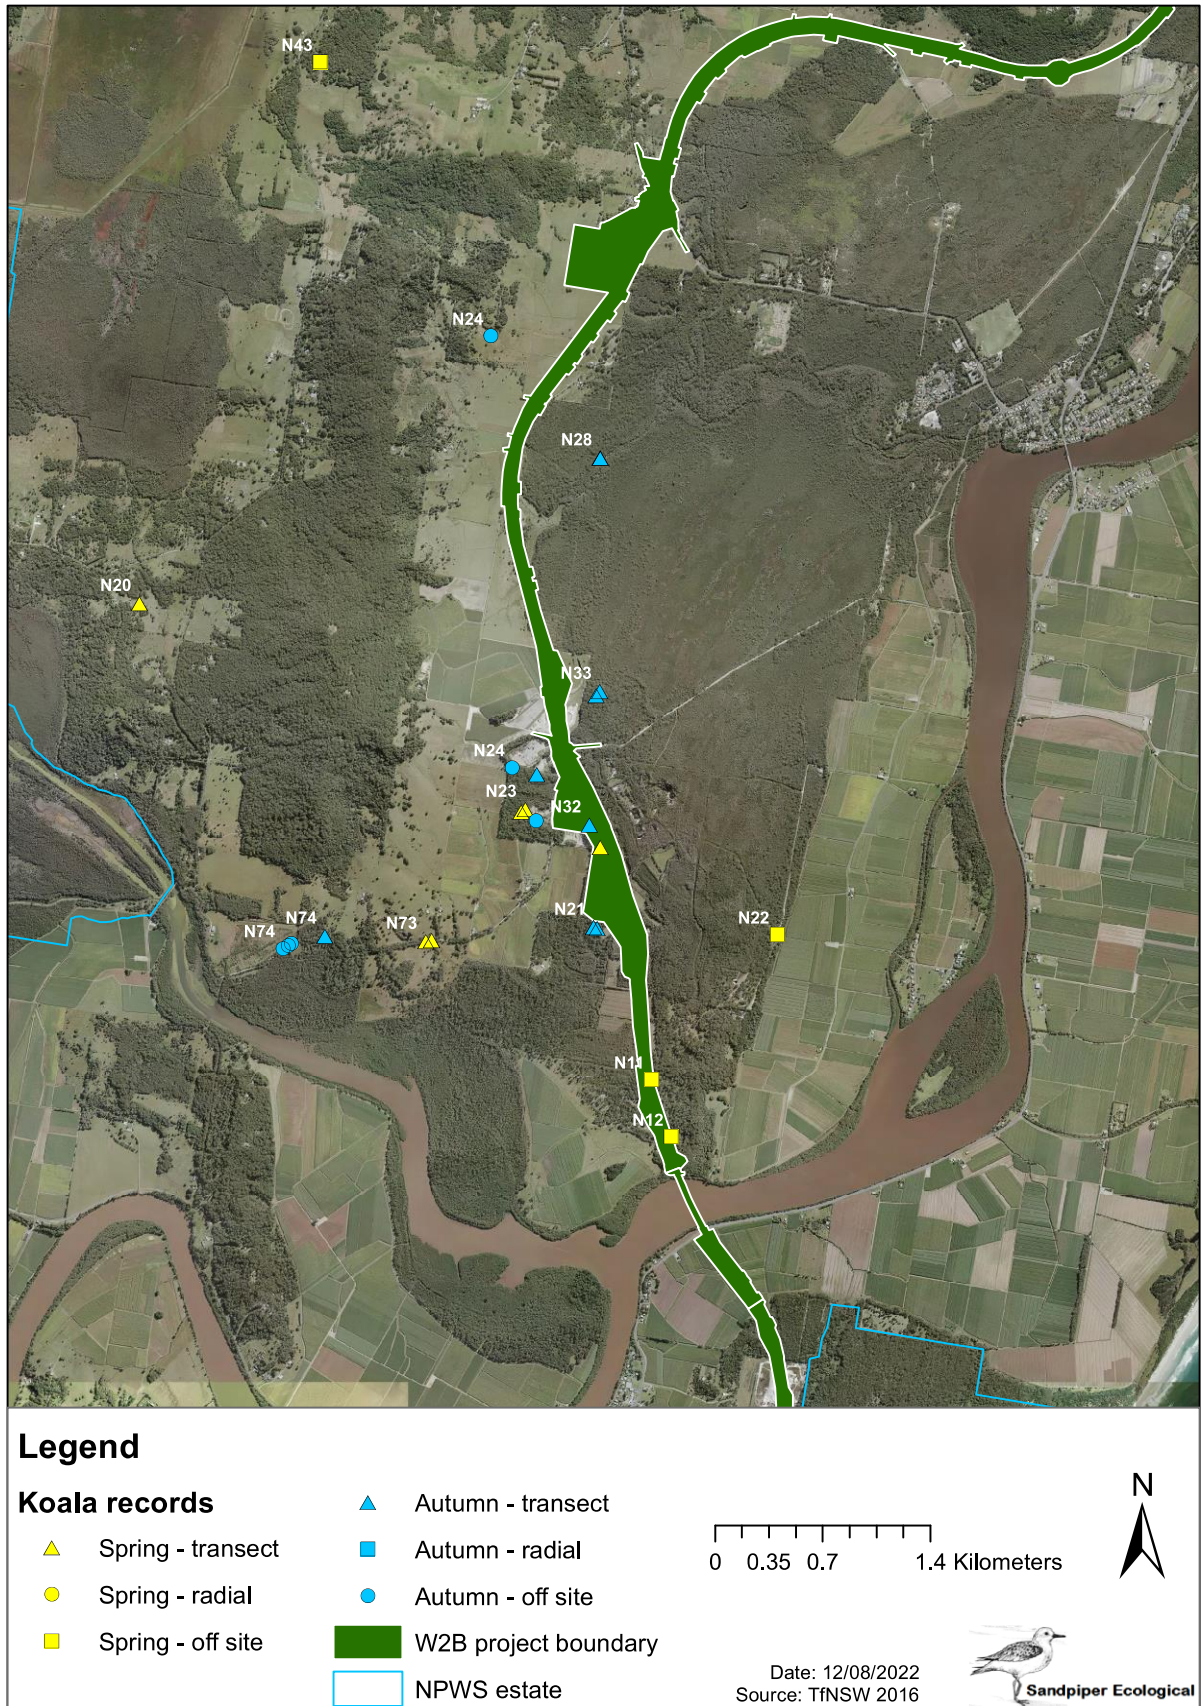 N43
N24
N28
N20
N33
N24
N23
N32
N21
N22
N74
N74
N73
N11
N12
Legend
Koala records
Spring - transect
Spring - radial
Spring - off site
Autumn - transect
Autumn - radial
Autumn - off site
W2B project boundary
NPWS estate
0 0.35 0.7 1.4 Kilometers
N
Date: 12/08/2022
Source: TfNSW 2016
Sandpiper Ecological